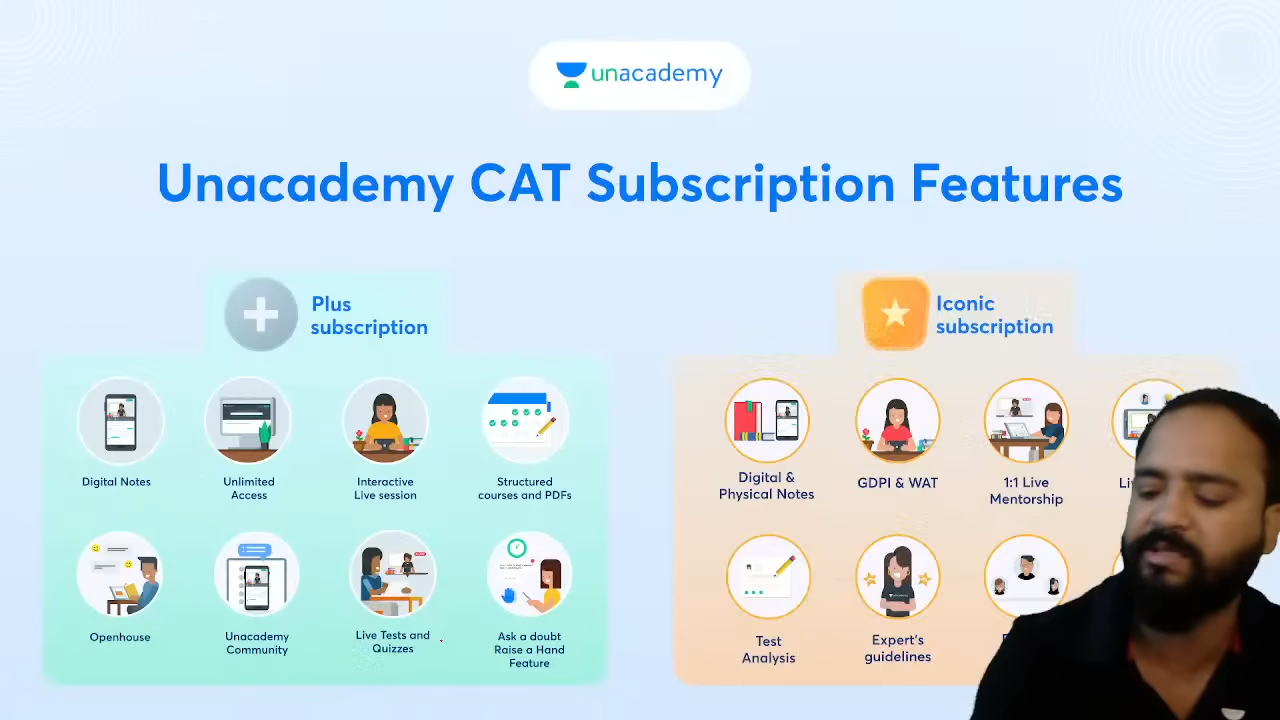 unacademy
Unacademy CAT Subscription Features
Plus
subscription
Digital Notes
Unlimited
Access
Interactive
Live session
Structured
courses and PDFs
Openhouse
Unacademy
Community
Live Tests and
Quizzes
Ask a doubt
Raise a Hand
Feature
Iconic
subscription
Digital &
Physical Notes
GDPI & WAT
1:1 Live
Mentorship
Test
Analysis
Expert's
guidelines